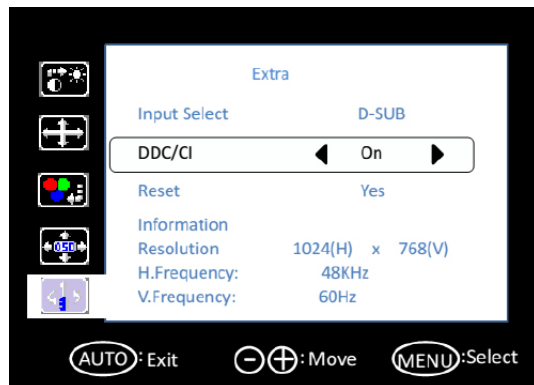 Extra
Input Select D-SUB
DDC/CI On
Reset Yes
Information
Resolution 1024(H) x 768(V)
H.Frequency: 48KHz
V.Frequency: 60Hz
OSD
AUTO: Exit -+: Move MENU:Select